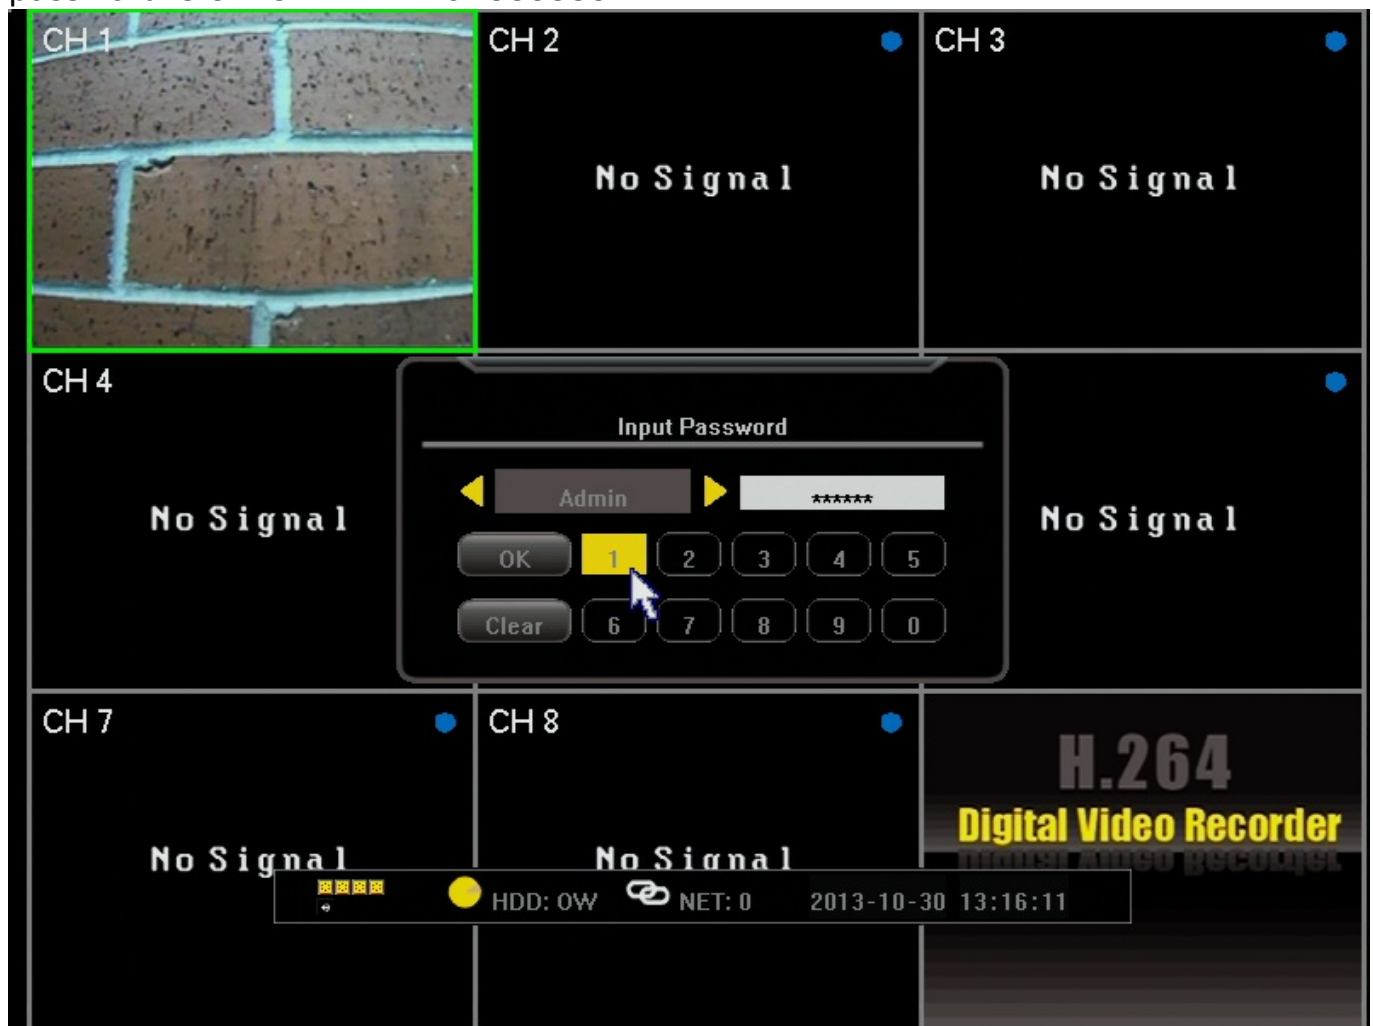 CH 1
CH 2
CH 3
No Signal
No Signal
CH 4
Input Password
Admin
******
No Signal
No Signal
OK 1 2 3 4 5
Clear 6 7 8 9 0
CH 7
CH 8
H.264
Digital Video Recorder
No Signal
No Signal
HDD: OW NET: 0 2013-10-30 13:16:11